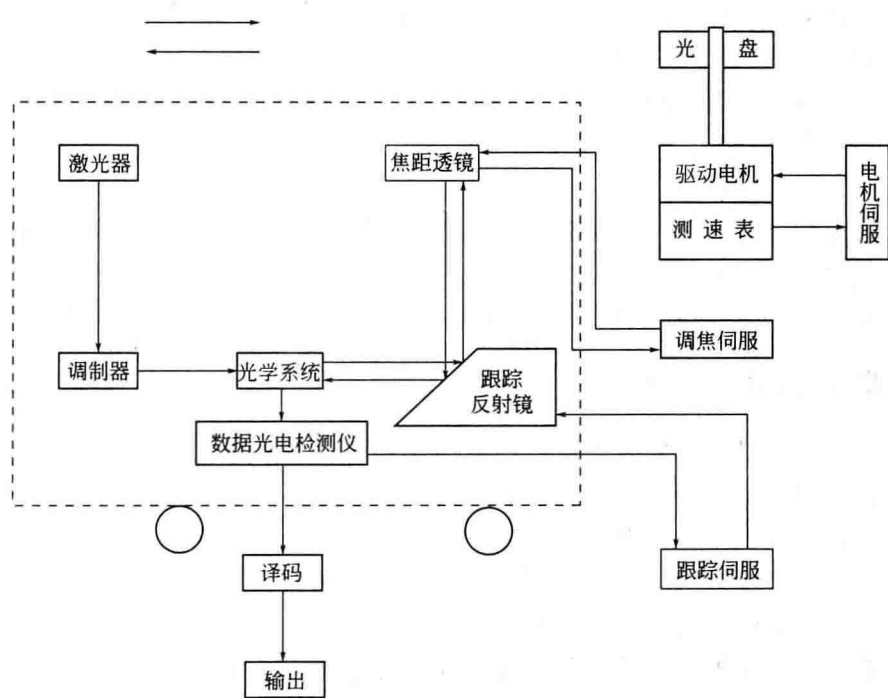 光 盘
激光器
焦距透镜
驱动电机
测速表
电机伺服
调制器
光学系统
跟踪
反射镜
调焦伺服
数据光电检测仪
译码
跟踪伺服
输出